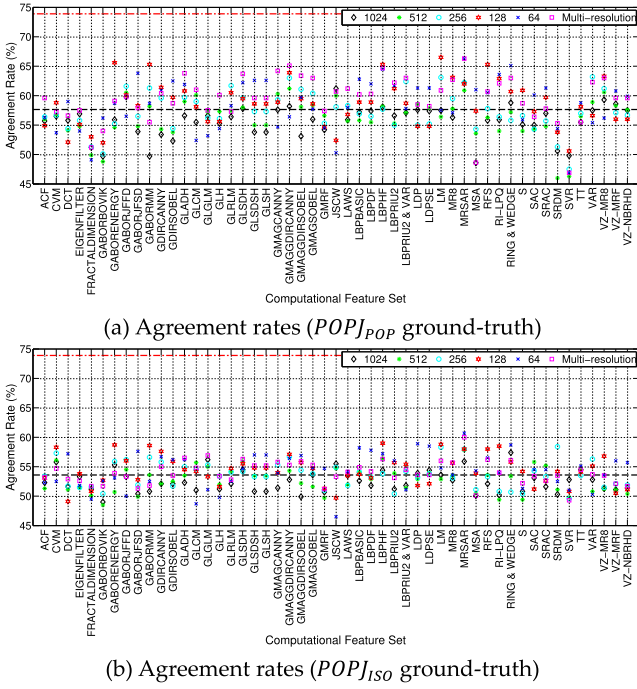 1024 512 256 128 64 Multi-resolution
75
70
65
60
55
50
45
Agreement Rate (%)
ACF
CVM
DCT
EIGENFILTER
FRACTALDIMENSION
GABORBOVIK
GABORENERGY
GABORJFFD
GABORJFSD
GABORMM
GDIRCANNY
GDIRSOBEL
GLADH
GLCM
GLGLM
GLH
GLRLM
GLSDH
GLSDSH
GLSH
GMAGCANNY
GMAGGDIRCANNY
GMAGGDIRSOBEL
GMAGSOBEL
GMRF
JSCW
LAWS
LBPBASIC
LBPDF
LBPHF
LBPRIU2
LBPRIU2 & VAR
LDP
LDPSE
LM
MR8
MRSAR
MSA
RFS
RI-LPQ
RING & WEDGE
S
SAC
SRAC
SRDM
SVR
TT
VAR
VZ-MR8
VZ-MRF
VZ-NBRHD
Computational Feature Set
(a) Agreement rates (POPJPOP ground-truth)
1024 512 256 128 64 Multi-resolution
75
70
65
60
55
50
45
Agreement Rate (%)
ACF
CVM
DCT
EIGENFILTER
FRACTALDIMENSION
GABORBOVIK
GABORENERGY
GABORJFFD
GABORJFSD
GABORMM
GDIRCANNY
GDIRSOBEL
GLADH
GLCM
GLGLM
GLH
GLRLM
GLSDH
GLSDSH
GLSH
GMAGCANNY
GMAGGDIRCANNY
GMAGGDIRSOBEL
GMAGSOBEL
GMRF
JSCW
LAWS
LBPBASIC
LBPDF
LBPHF
LBPRIU2
LBPRIU2 & VAR
LDP
LDPSE
LM
MR8
MRSAR
MSA
RFS
RI-LPQ
RING & WEDGE
S
SAC
SRAC
SRDM
SVR
TT
VAR
VZ-MR8
VZ-MRF
VZ-NBRHD
Computational Feature Set
(b) Agreement rates (POPJISO ground-truth)